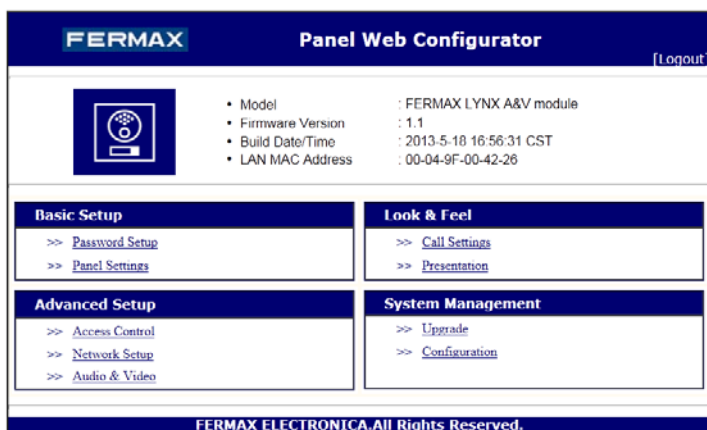 FERMAX
Panel Web Configurator
[Logout]
• Model : FERMAX LYNX A&V module
• Firmware Version : 1.1
• Build Date/Time : 2013-5-18 16:56:31 CST
• LAN MAC Address : 00-04-9F-00-42-26
Basic Setup
>> Password Setup
>> Panel Settings
Look & Feel
>> Call Settings
>> Presentation
Advanced Setup
>> Access Control
>> Network Setup
>> Audio & Video
System Management
>> Upgrade
>> Configuration
FERMAX ELECTRONICA.All Rights Reserved.